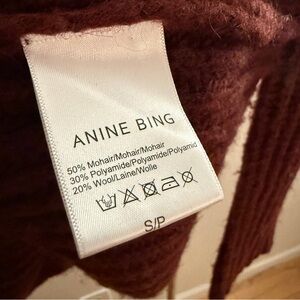 ANINE BING
50% Mohair/Mohair/Mohair
30% Polyamide/Polyamide/Polyamid
20% Wool/Laine/Wolle
S/P